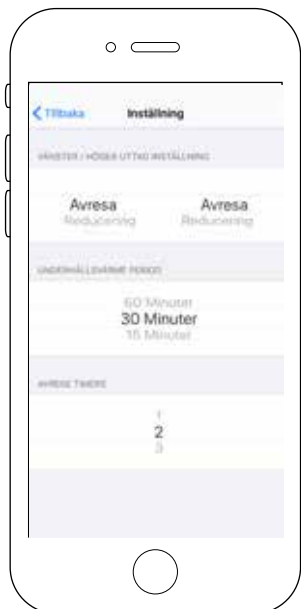 Tillbaka Inställning
VÄNSTER / HÖGER UTTAG INSTÄLLNING
Avresa Avresa
Reducering Reducering
UNDERHÅLLSVÄRME PERIOD
60 Minuter
30 Minuter
15 Minuter
AVRESE TIMERS
1
2
3